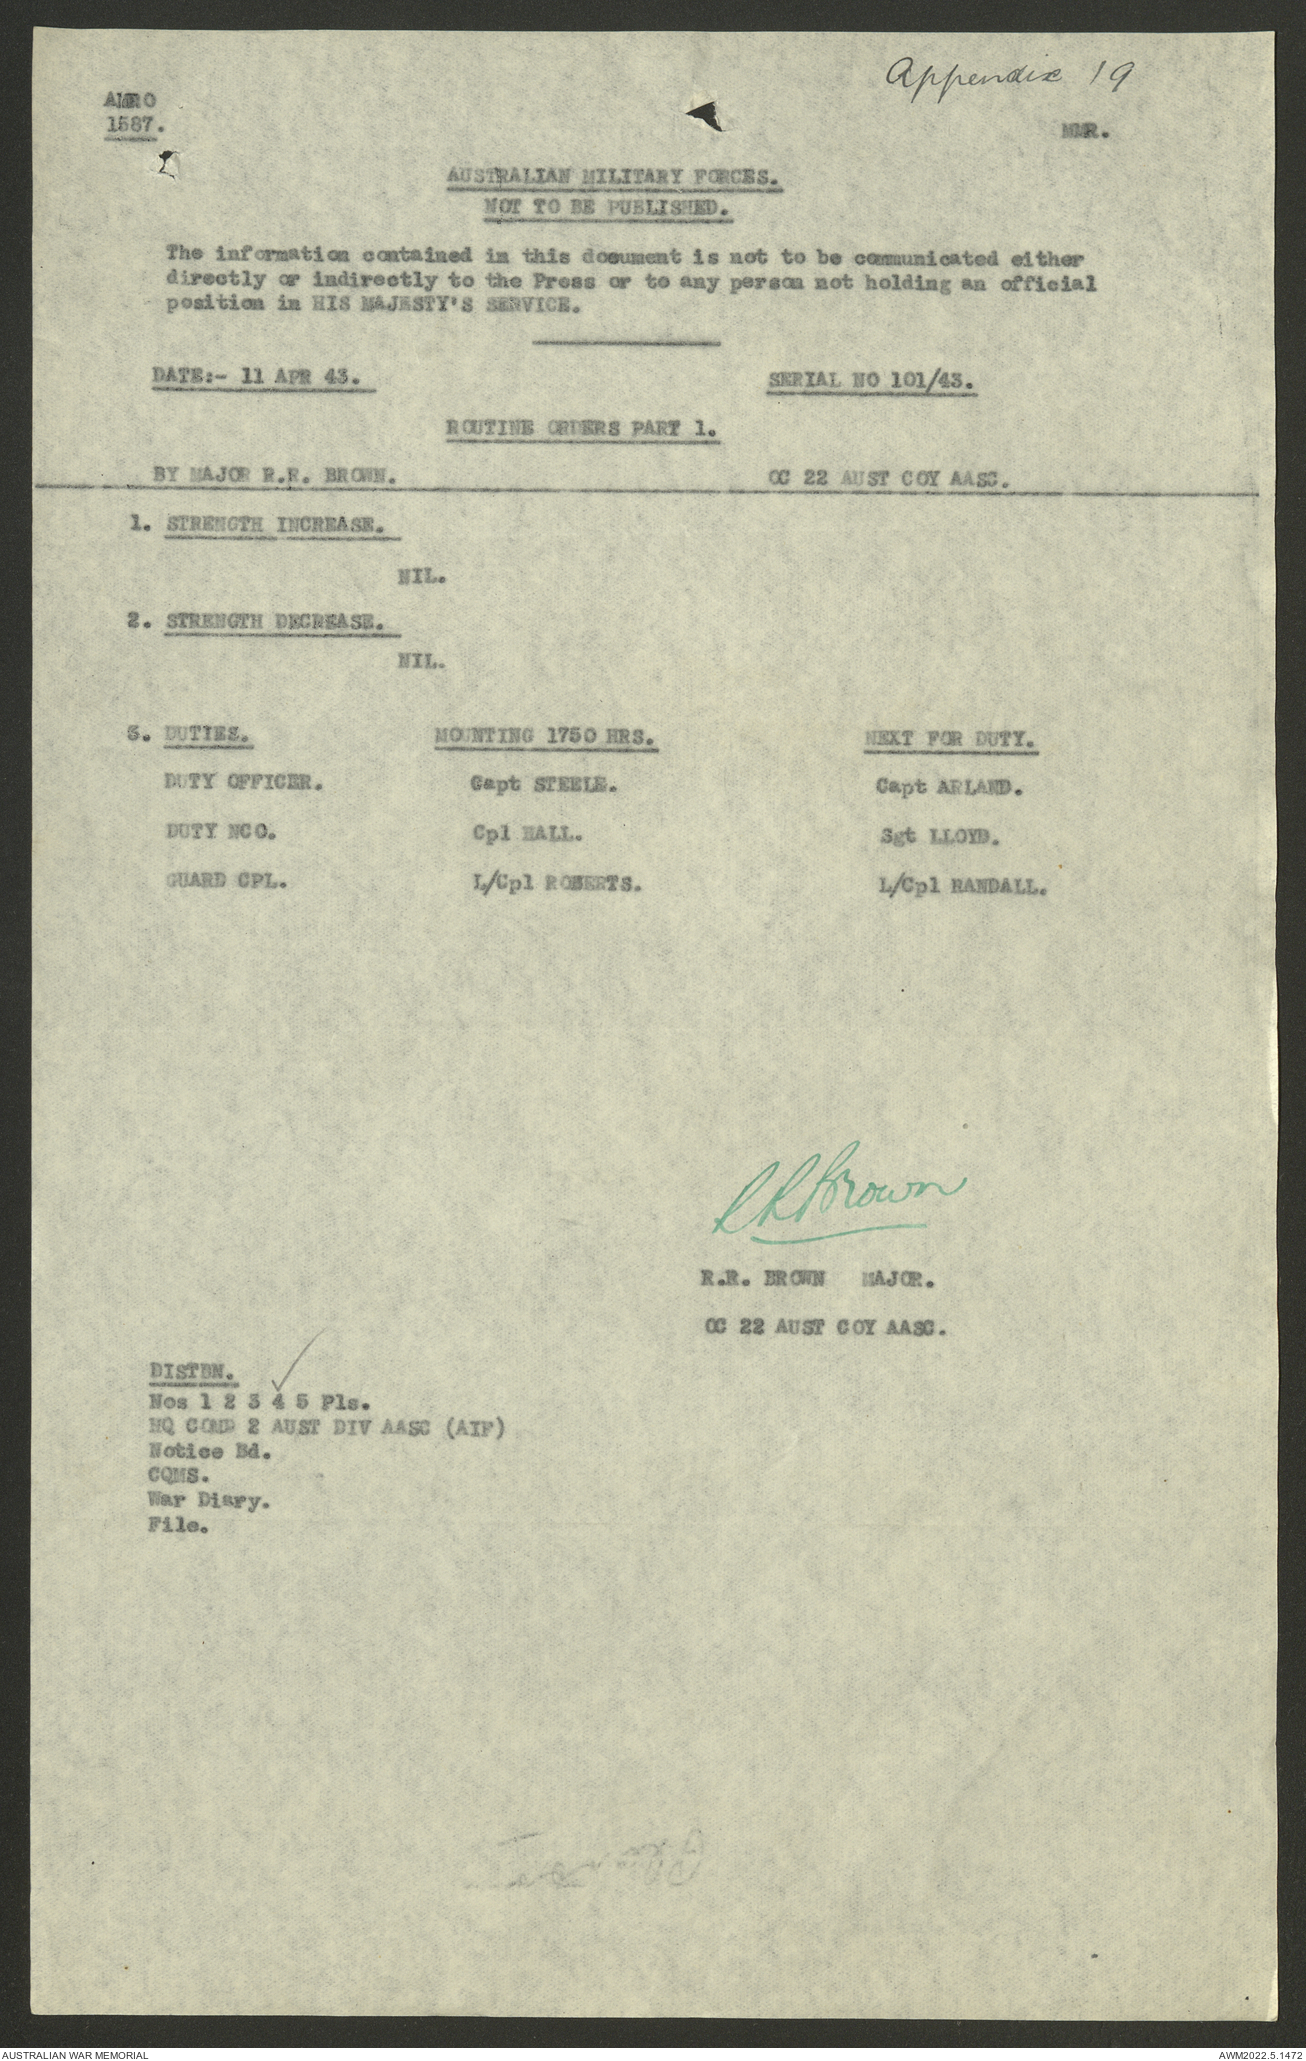 Appendix 19
AMRO
1587.
MMR.
AUSTRALIAN MILITARY FORCES.
NOT TO BE PUBLISHED.
The information contained in this document is not to be communicated either
directly or indirectly to the Press or to any person not holding an official
position in HIS MAJESTY'S SERVICE.
DATE:- 11 APR 43. SERIAL NO 101/43.
ROUTINE ORDERS PART 1.
BY MAJOR R.R. BROWN. OC 22 AUST COY AASC.
1. STRENGTH INCREASE.
NIL.
2. STRENGTH DECREASE.
NIL.
3. DUTIES. MOUNTING 1750 HRS. NEXT FOR DUTY.
DUTY OFFICER. Capt STEELE. Capt ARLAND.
DUTY NCO. Cpl HALL. Sgt LLOYD.
GUARD CPL. L/Cpl ROBERTS. L/Cpl RANDALL.
RRBrown
R.R. BROWN MAJOR.
OC 22 AUST COY AASC.
DISTBN.
Nos 1 2 3 4 5 Pls.
HQ COMD 2 AUST DIV AASC (AIF)
Notice Bd.
CQMS.
War Diary.
File.
AUSTRALIAN WAR MEMORIAL AWM2022.5.1472